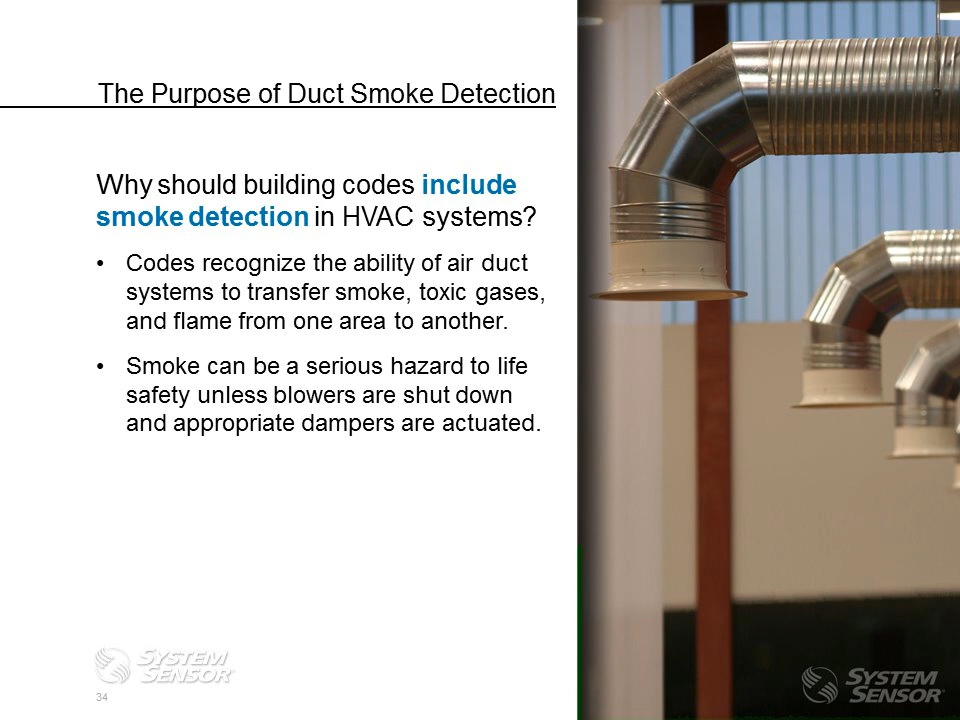 The Purpose of Duct Smoke Detection
Why should building codes include
smoke detection in HVAC systems?
• Codes recognize the ability of air duct
systems to transfer smoke, toxic gases,
and flame from one area to another.
• Smoke can be a serious hazard to life
safety unless blowers are shut down
and appropriate dampers are actuated.
SYSTEM
SENSOR®
34
SYSTEM
SENSOR®